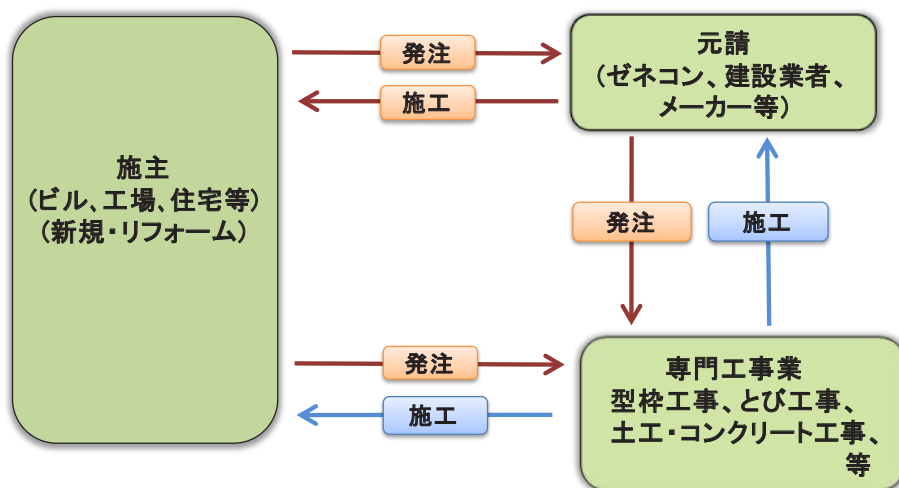 施主
(ビル、工場、住宅等)
(新規・リフォーム)
発注
施工
元請
(ゼネコン、建設業者、
メーカー等)
発注
施工
発注
施工
専門工事業
型枠工事、とび工事、
土工・コンクリート工事、
等